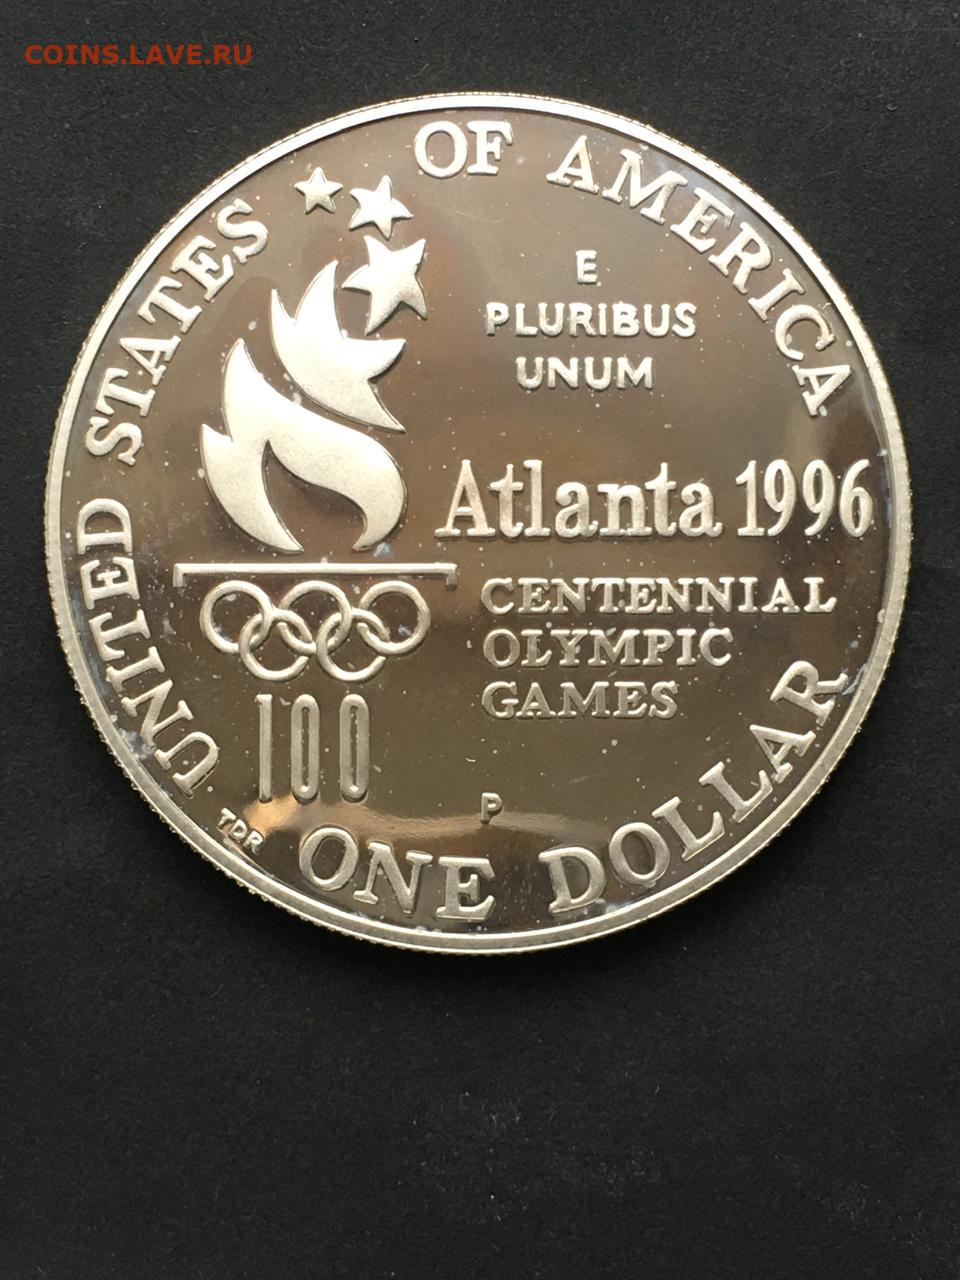 COINS.LAVE.RU
UNITED STATES OF AMERICA
E
PLURIBUS
UNUM
Atlanta 1996
CENTENNIAL
OLYMPIC
GAMES
100
P
TDR
ONE DOLLAR